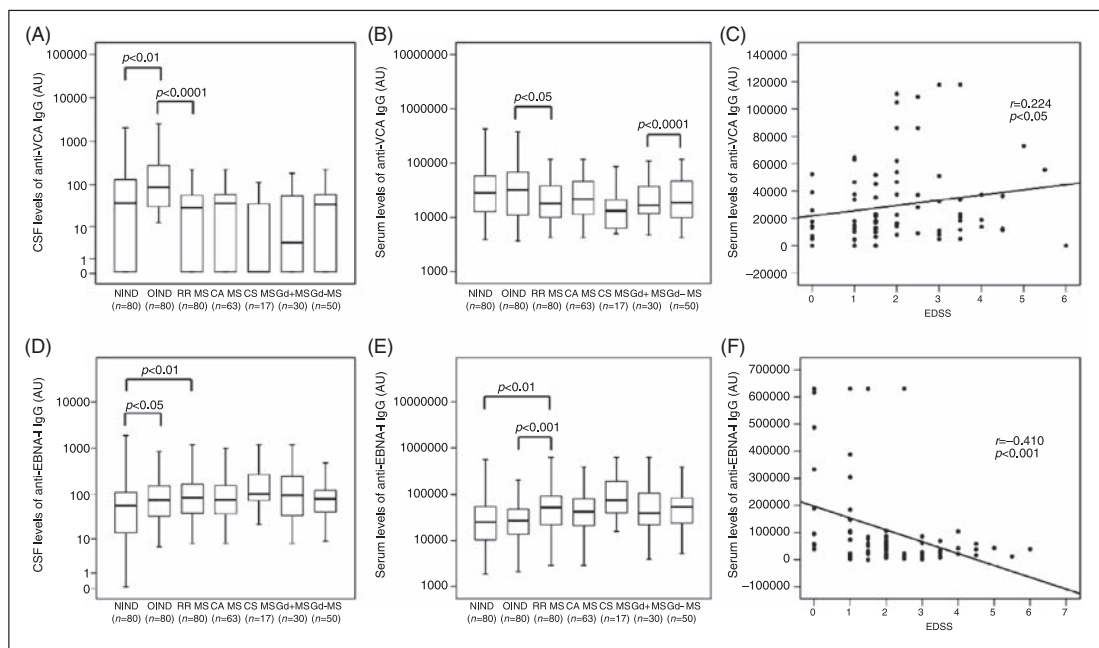 (A)
CSF levels of anti-VCA IgG (AU)
100000
10000
1000
100
10
1
0
p<0.01
p<0.0001
NIND OIND RR MS CA MS CS MS Gd+MS Gd-MS
(n=80) (n=80) (n=80) (n=63) (n=17) (n=30) (n=50)
(B)
Serum levels of anti-VCA IgG (AU)
10000000
1000000
100000
10000
1000
p<0.05
p<0.0001
NIND OIND RR MS CA MS CS MS Gd+MS Gd–MS
(n=80) (n=80) (n=80) (n=63) (n=17) (n=30) (n=50)
(C)
Serum levels of anti-VCA IgG (AU)
140000
120000
100000
80000
60000
40000
20000
0
–20000
r=0.224
p<0.05
0 1 2 3 4 5 6
EDSS
(D)
CSF levels of anti-EBNA-I IgG (AU)
10000
1000
100
10
1
0
p<0.01
p<0.05
NIND OIND RR MS CA MS CS MS Gd+MS Gd-MS
(n=80) (n=80) (n=80) (n=63) (n=17) (n=30) (n=50)
(E)
Serum levels of anti-EBNA-I IgG (AU)
10000000
1000000
100000
10000
1000
p<0.01
p<0.001
NIND OIND RR MS CA MS CS MS Gd+MS Gd–MS
(n=80) (n=80) (n=80) (n=63) (n=17) (n=30) (n=50)
(F)
Serum levels of anti-EBNA-I IgG (AU)
700000
600000
500000
400000
300000
200000
100000
0
–100000
r=–0.410
p<0.001
0 1 2 3 4 5 6 7
EDSS